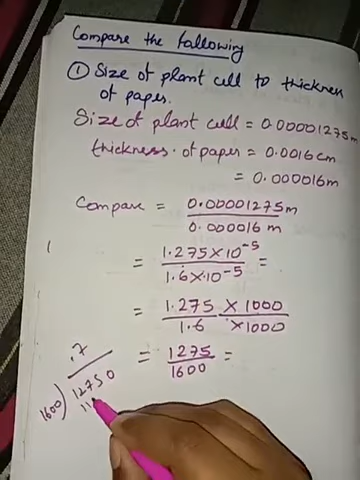 Compare the following
① Size of plant cell to thickness
of paper.
Size of plant cell = 0.00001275m
thickness of paper = 0.0016cm
= 0.000016m
Compare = 0.00001275m / 0.000016 m
= 1.275×10⁻⁵ / 1.6×10⁻⁵ =
= 1.275 × 1000 / 1.6 × 1000
= 1275 / 1600 =
.7
1600) 12750
11